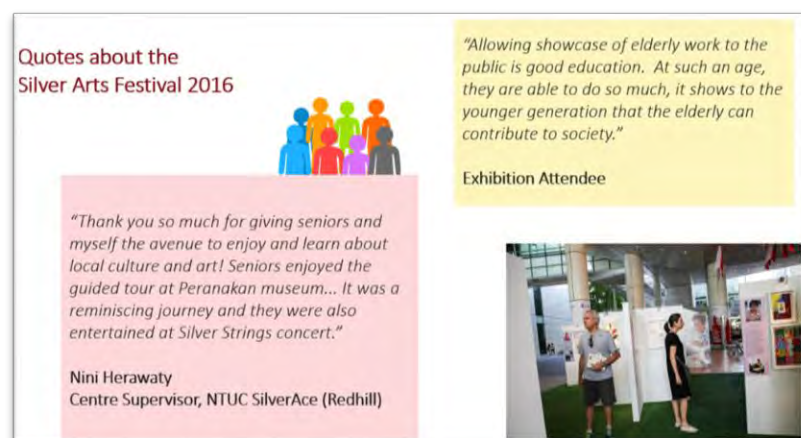 Quotes about the
Silver Arts Festival 2016
“Allowing showcase of elderly work to the
public is good education.  At such an age,
they are able to do so much, it shows to the
younger generation that the elderly can
contribute to society.”
Exhibition Attendee
“Thank you so much for giving seniors and
myself the avenue to enjoy and learn about
local culture and art! Seniors enjoyed the
guided tour at Peranakan museum... It was a
reminiscing journey and they were also
entertained at Silver Strings concert.”
Nini Herawaty
Centre Supervisor, NTUC SilverAce (Redhill)